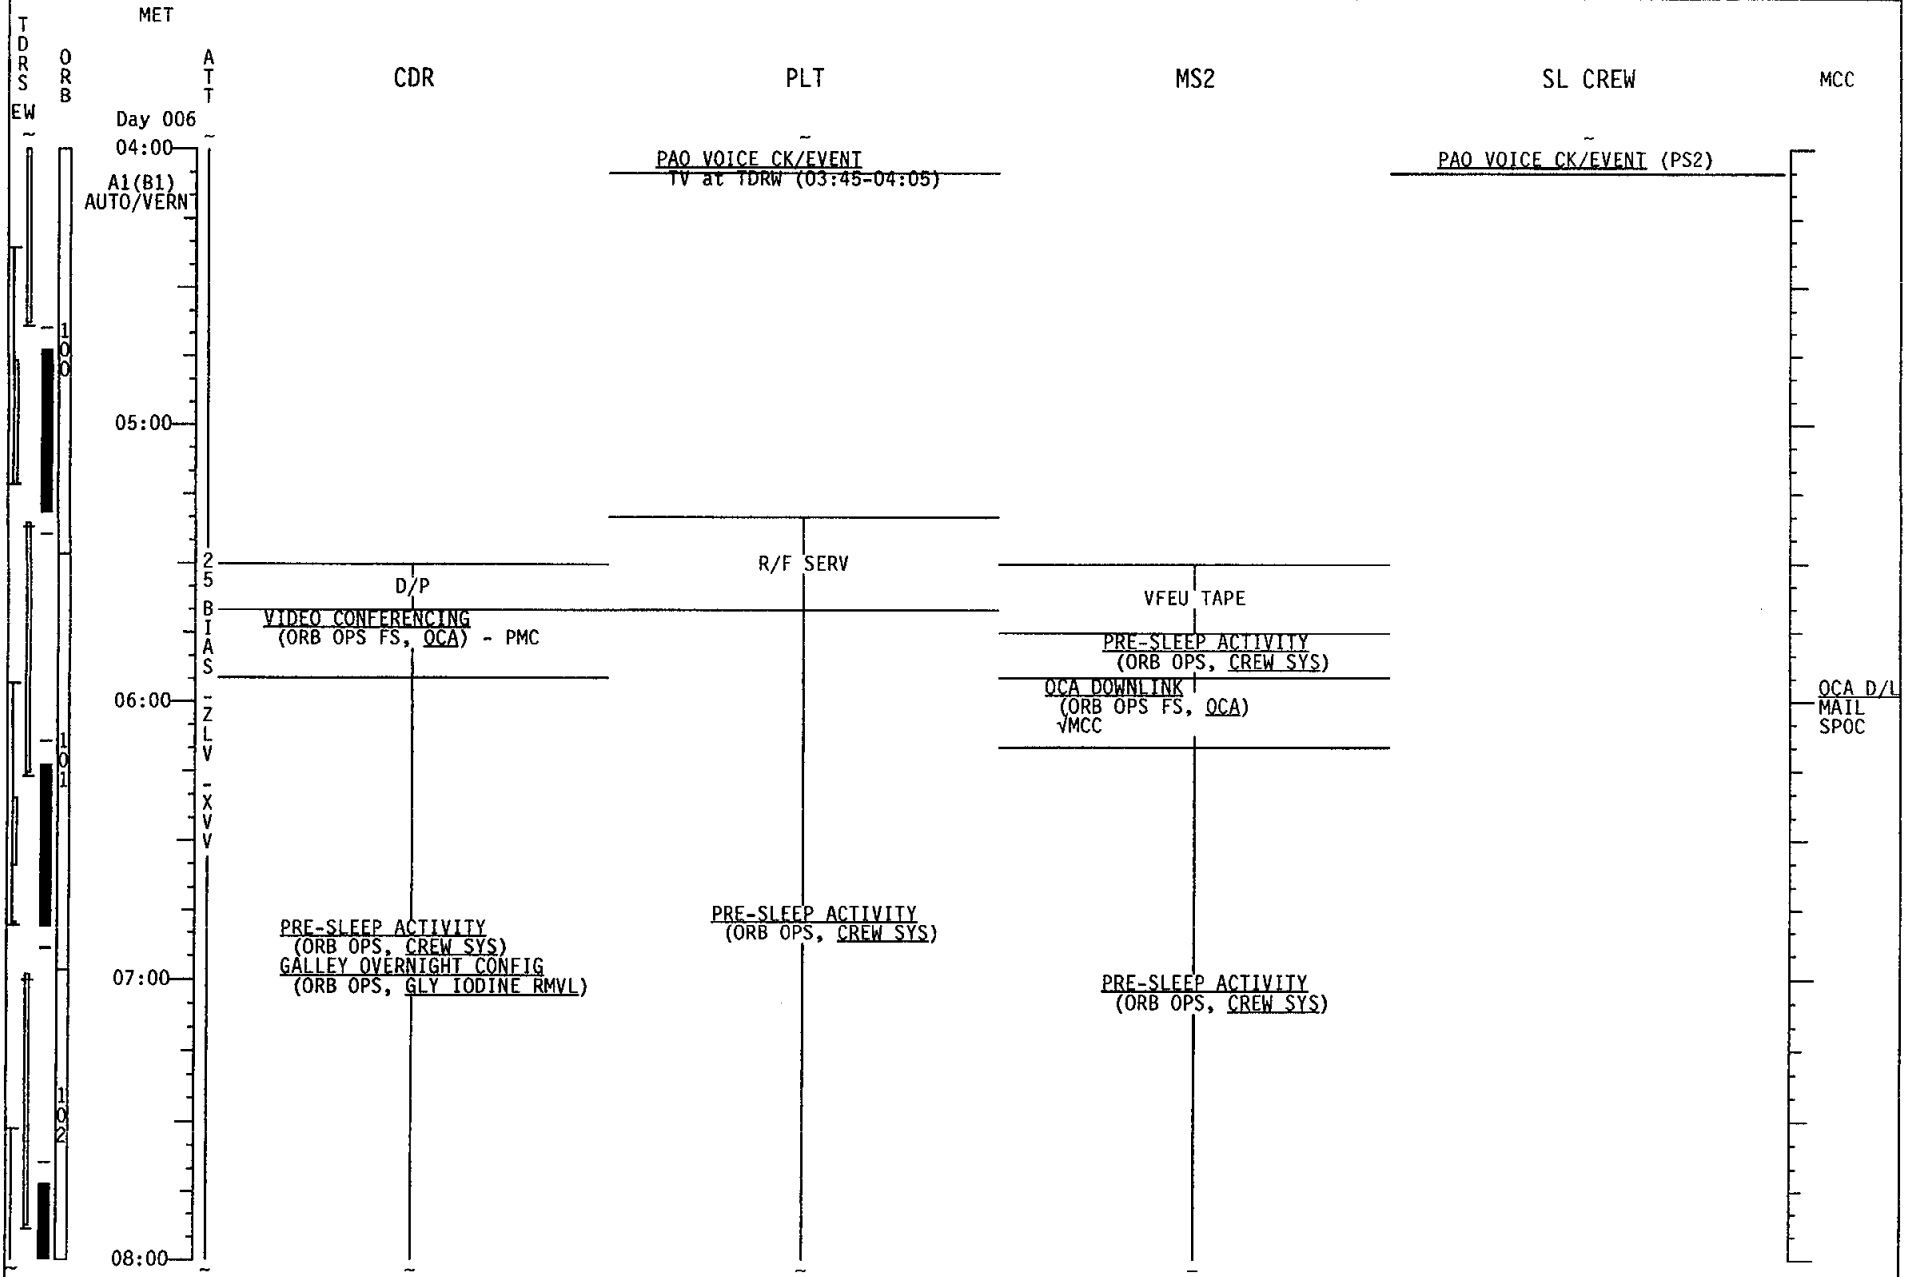 MET
TDRS
ORB
ATT
CDR
PLT
MS2
SL CREW
MCC
EW
Day 006
~
~
~
~
04:00
PAO VOICE CK/EVENT
TV at TDRW (03:45-04:05)
PAO VOICE CK/EVENT (PS2)
A1(B1)
AUTO/VERN
100
05:00
25 BIAS -ZLV -XVV
R/F SERV
D/P
VFEU TAPE
VIDEO CONFERENCING
(ORB OPS FS, OCA) - PMC
PRE-SLEEP ACTIVITY
(ORB OPS, CREW SYS)
06:00
OCA DOWNLINK
(ORB OPS FS, OCA)
√MCC
OCA D/L
MAIL
SPOC
101
PRE-SLEEP ACTIVITY
(ORB OPS, CREW SYS)
GALLEY OVERNIGHT CONFIG
(ORB OPS, GLY IODINE RMVL)
PRE-SLEEP ACTIVITY
(ORB OPS, CREW SYS)
07:00
PRE-SLEEP ACTIVITY
(ORB OPS, CREW SYS)
102
08:00
~
~
~
~